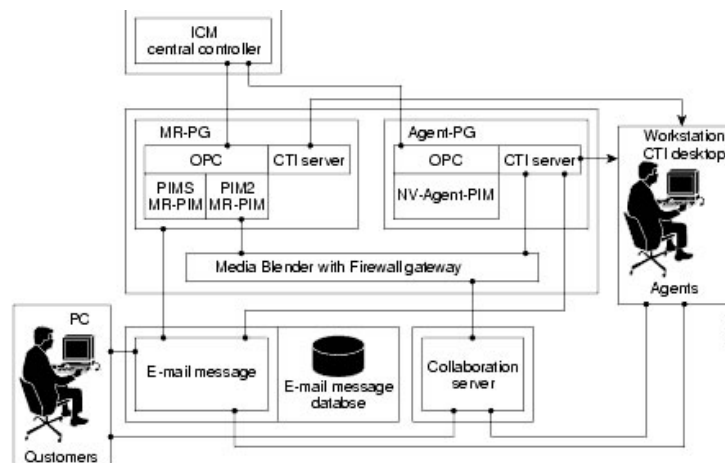 ICM
central controller
MR-PG
Agent-PG
OPC
CTI server
OPC
CTI server
PIMS
MR-PIM
PIM2
MR-PIM
NV-Agent-PIM
Workstation
CTI desktop
Agents
Media Blender with Firewall gateway
PC
Customers
E-mail message
E-mail message
databse
Collaboration
server